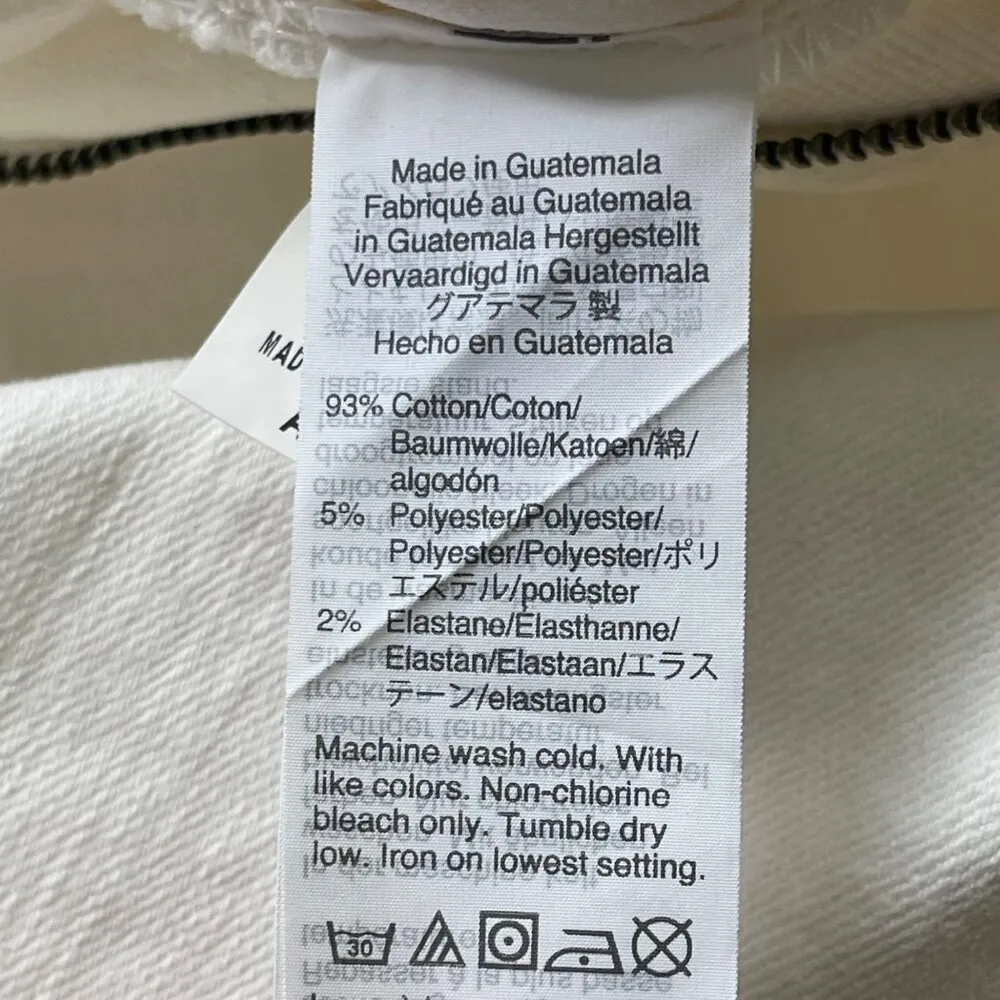 Made in Guatemala
Fabriqué au Guatemala
in Guatemala Hergestellt
Vervaardigd in Guatemala
グアテマラ 製
Hecho en Guatemala
MAD
93% Cotton/Coton/
Baumwolle/Katoen/綿/
algodón
5% Polyester/Polyester/
Polyester/Polyester/ポリ
エステル/poliéster
2% Elastane/Élasthanne/
Elastan/Elastaan/エラス
テーン/elastano
Machine wash cold. With
like colors. Non-chlorine
bleach only. Tumble dry
low. Iron on lowest setting.
30